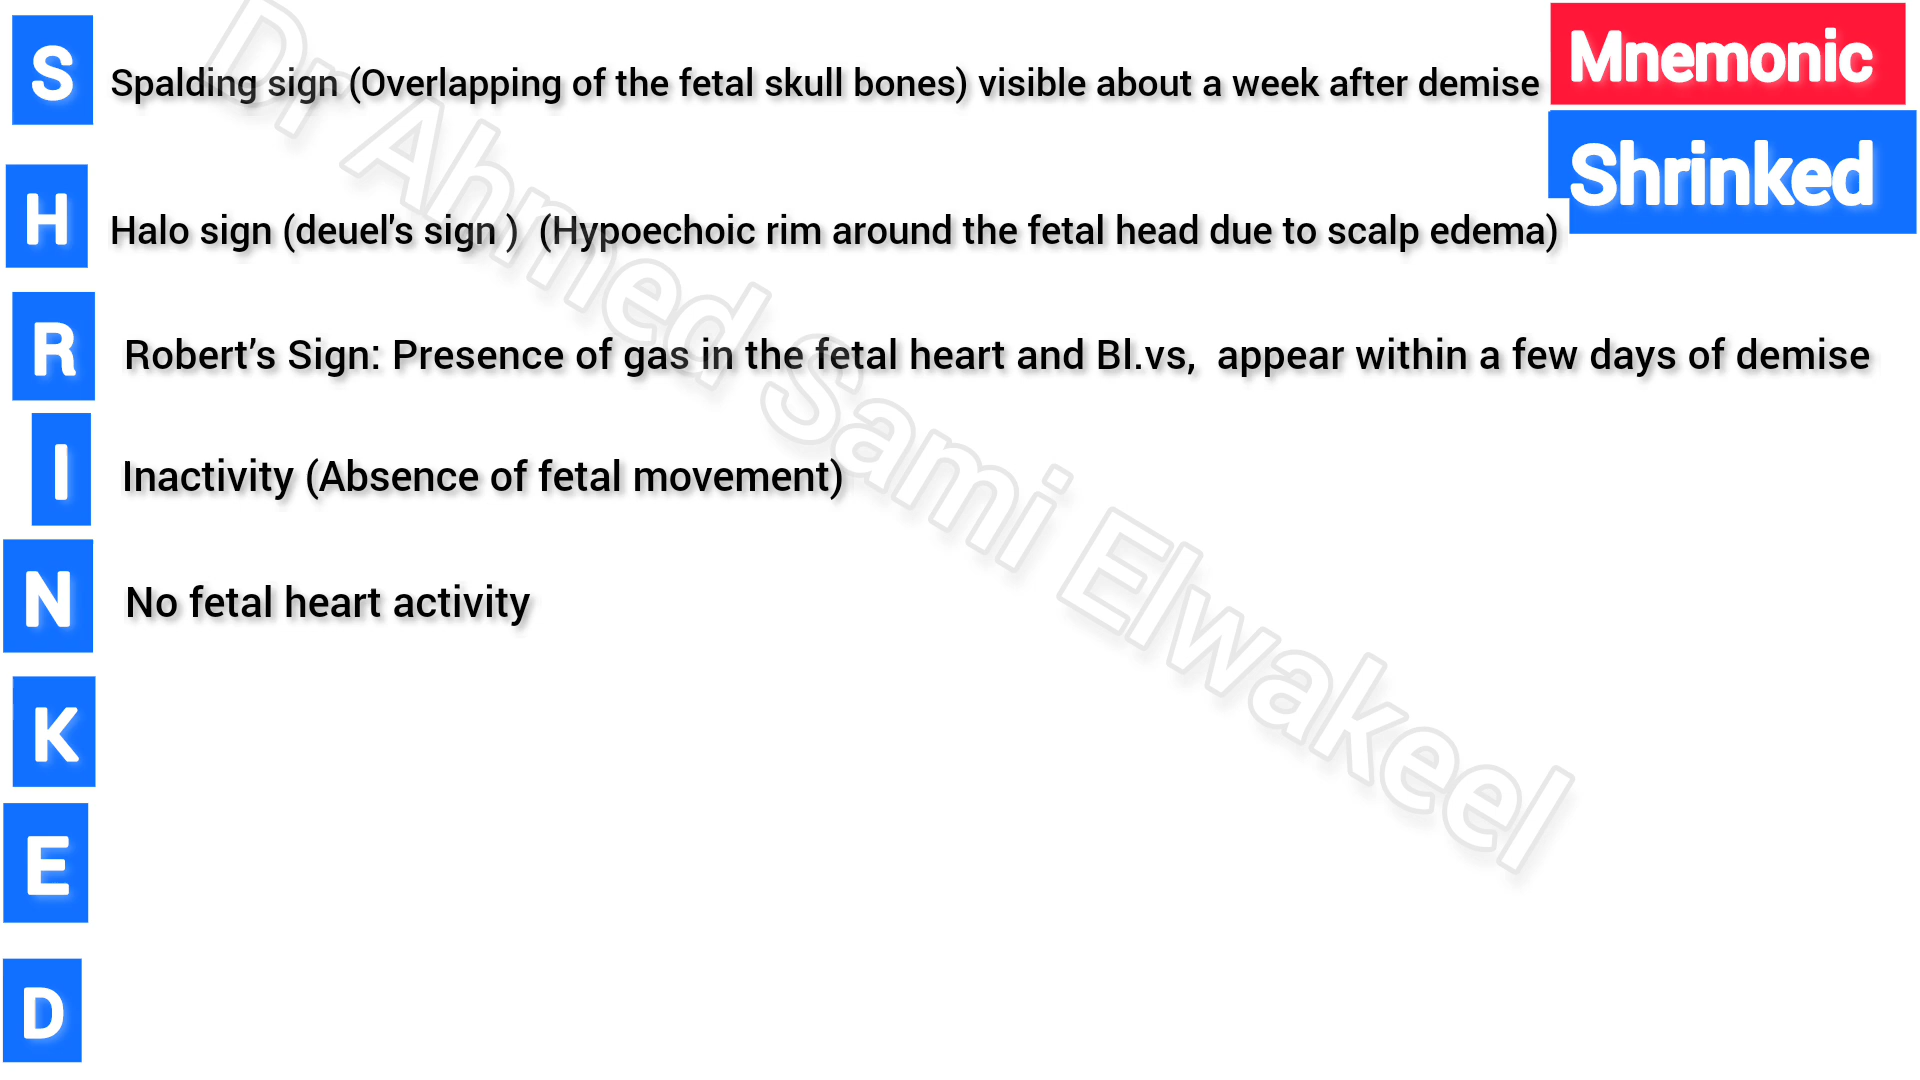 S Spalding sign (Overlapping of the fetal skull bones) visible about a week after demise
Mnemonic
Shrinked
H Halo sign (deuel's sign ) (Hypoechoic rim around the fetal head due to scalp edema)
R Robert’s Sign: Presence of gas in the fetal heart and Bl.vs, appear within a few days of demise
I Inactivity (Absence of fetal movement)
N No fetal heart activity
K
E
D
Dr Ahmed Sami Elwakeel